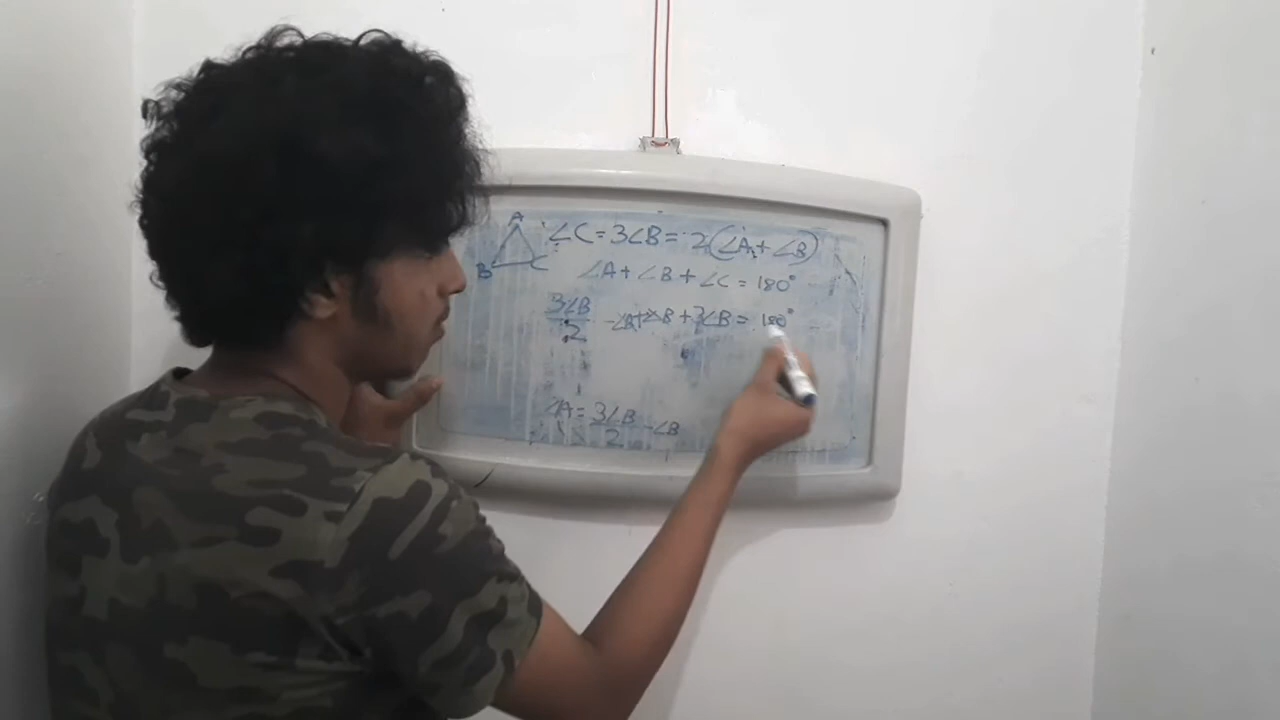 A
B C
∠C = 3∠B = 2(∠A + ∠B)
∠A + ∠B + ∠C = 180°
3∠B/2 - ∠B + ∠B + 3∠B = 180°
∠A = 3∠B/2 - ∠B